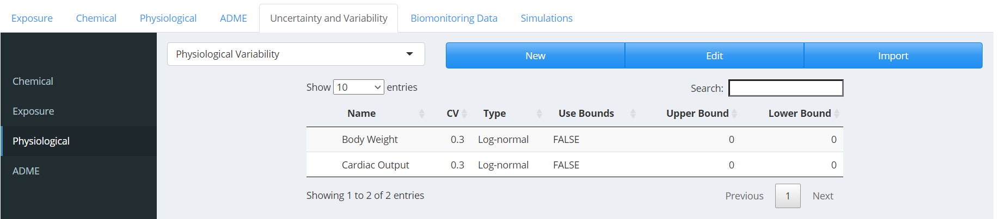 Exposure Chemical Physiological ADME Uncertainty and Variability Biomonitoring Data Simulations
Chemical
Exposure
Physiological
ADME
Physiological Variability
New Edit Import
Show 10 entries Search:
Name CV Type Use Bounds Upper Bound Lower Bound
Body Weight 0.3 Log-normal FALSE 0 0
Cardiac Output 0.3 Log-normal FALSE 0 0
Showing 1 to 2 of 2 entries Previous 1 Next